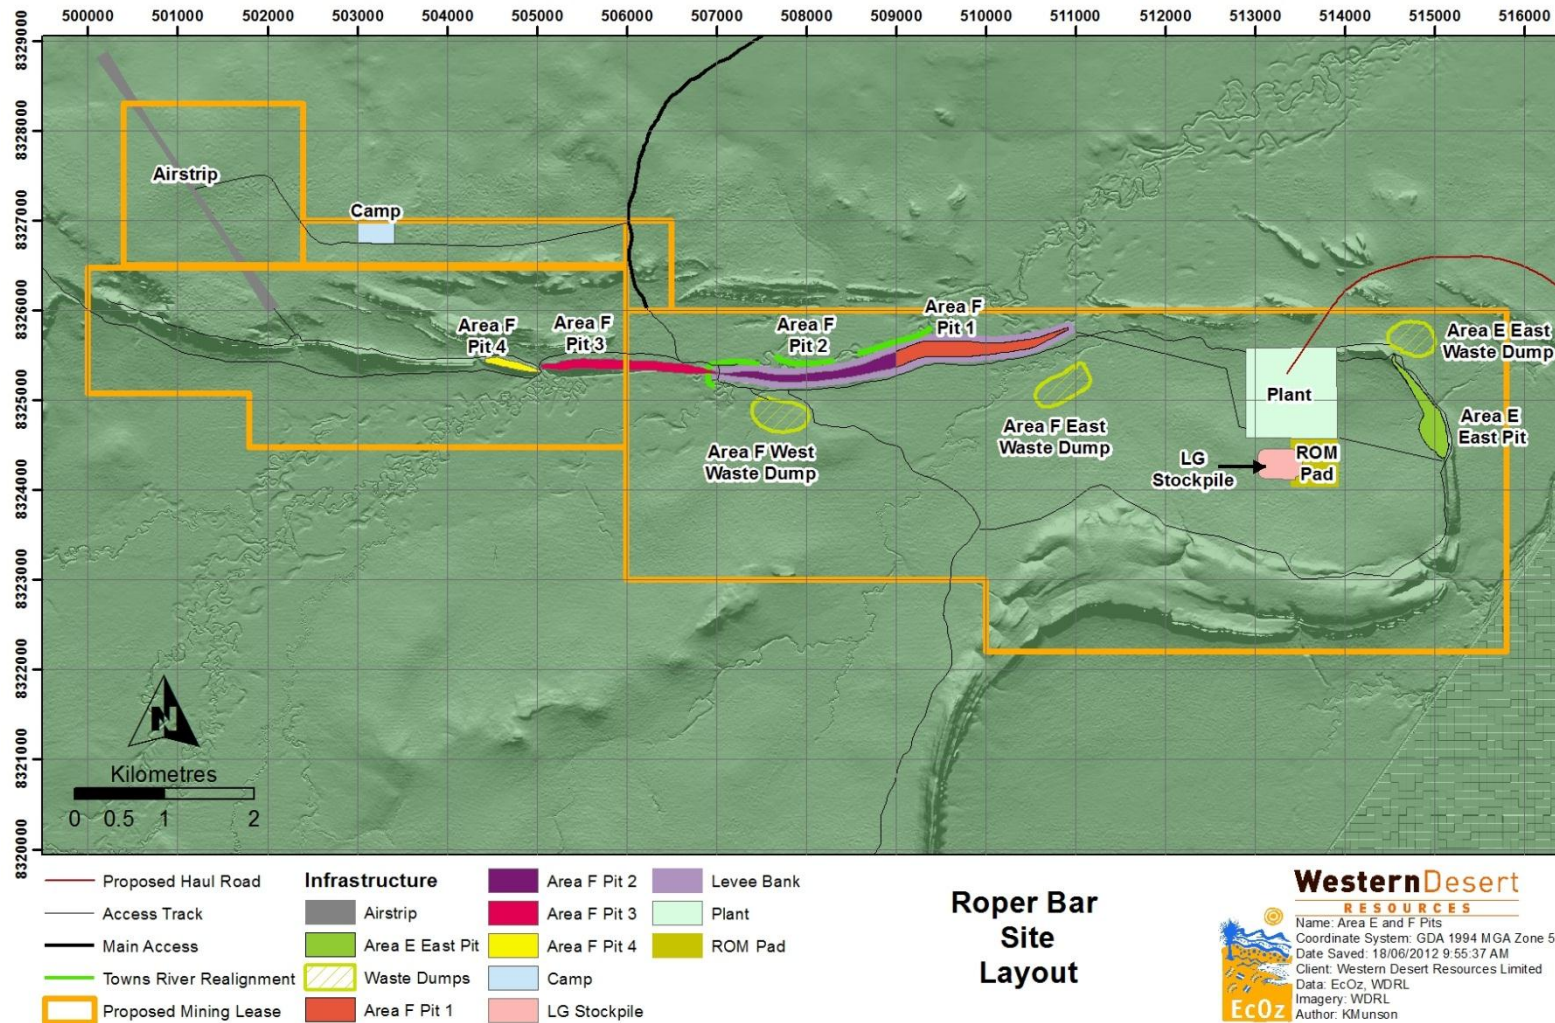 500000 501000 502000 503000 504000 505000 506000 507000 508000 509000 510000 511000 512000 513000 514000 515000 516000
8329000
8328000
8327000
8326000
8325000
8324000
8323000
8322000
8321000
8320000
Airstrip
Camp
Area F
Pit 4
Area F
Pit 3
Area F
Pit 2
Area F
Pit 1
Area E East
Waste Dump
Plant
Area E
East Pit
Area F West
Waste Dump
Area F East
Waste Dump
LG
Stockpile
ROM
Pad
N
Kilometres
0 0.5 1 2
Proposed Haul Road
Access Track
Main Access
Towns River Realignment
Proposed Mining Lease
Infrastructure
Airstrip
Area E East Pit
Waste Dumps
Area F Pit 1
Area F Pit 2
Area F Pit 3
Area F Pit 4
Camp
LG Stockpile
Levee Bank
Plant
ROM Pad
Roper Bar
Site
Layout
WesternDesert
RESOURCES
Name: Area E and F Pits
Coordinate System: GDA 1994 MGA Zone 5
Date Saved: 18/06/2012 9:55:37 AM
Client: Western Desert Resources Limited
Data: EcOz, WDRL
Imagery: WDRL
Author: KMunson
EcOz